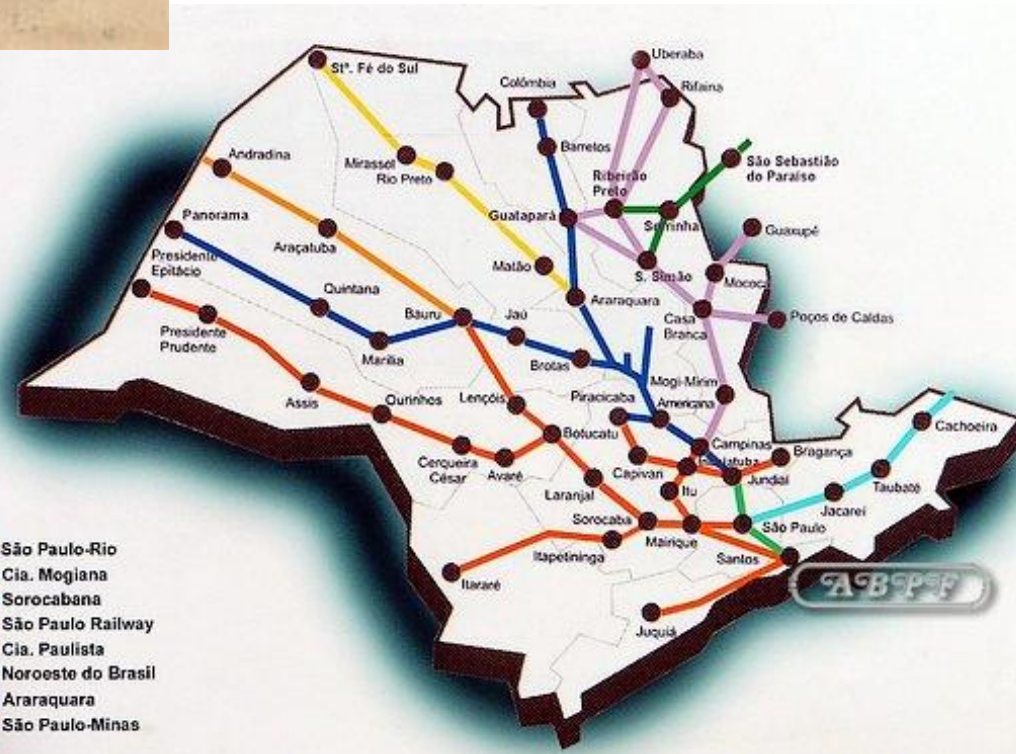 Uberaba
Stª. Fé do Sul
Colômbia
Rifaina
Barretos
Andradina
Mirassol
Rio Preto
Ribeirão
Preto
São Sebastião
do Paraíso
Panorama
Guatapará
Serrinha
Guaxupé
Araçatuba
Presidente
Epitácio
Matão
S. Simão
Mococa
Quintana
Araraquara
Bauru
Jaú
Casa
Branca
Poços de Caldas
Presidente
Prudente
Marília
Brotas
Mogi-Mirim
Assis
Ourinhos
Lençóis
Piracicaba
Americana
Cachoeira
Botucatu
Campinas
Bragança
Cerqueira
César
Avaré
Capivari
Jundiaí
Taubaté
Laranjal
Itu
Jacareí
Sorocaba
São Paulo
Mairique
Itapetininga
Santos
Itararé
ABPF
Juquiá
São Paulo-Rio
Cia. Mogiana
Sorocabana
São Paulo Railway
Cia. Paulista
Noroeste do Brasil
Araraquara
São Paulo-Minas